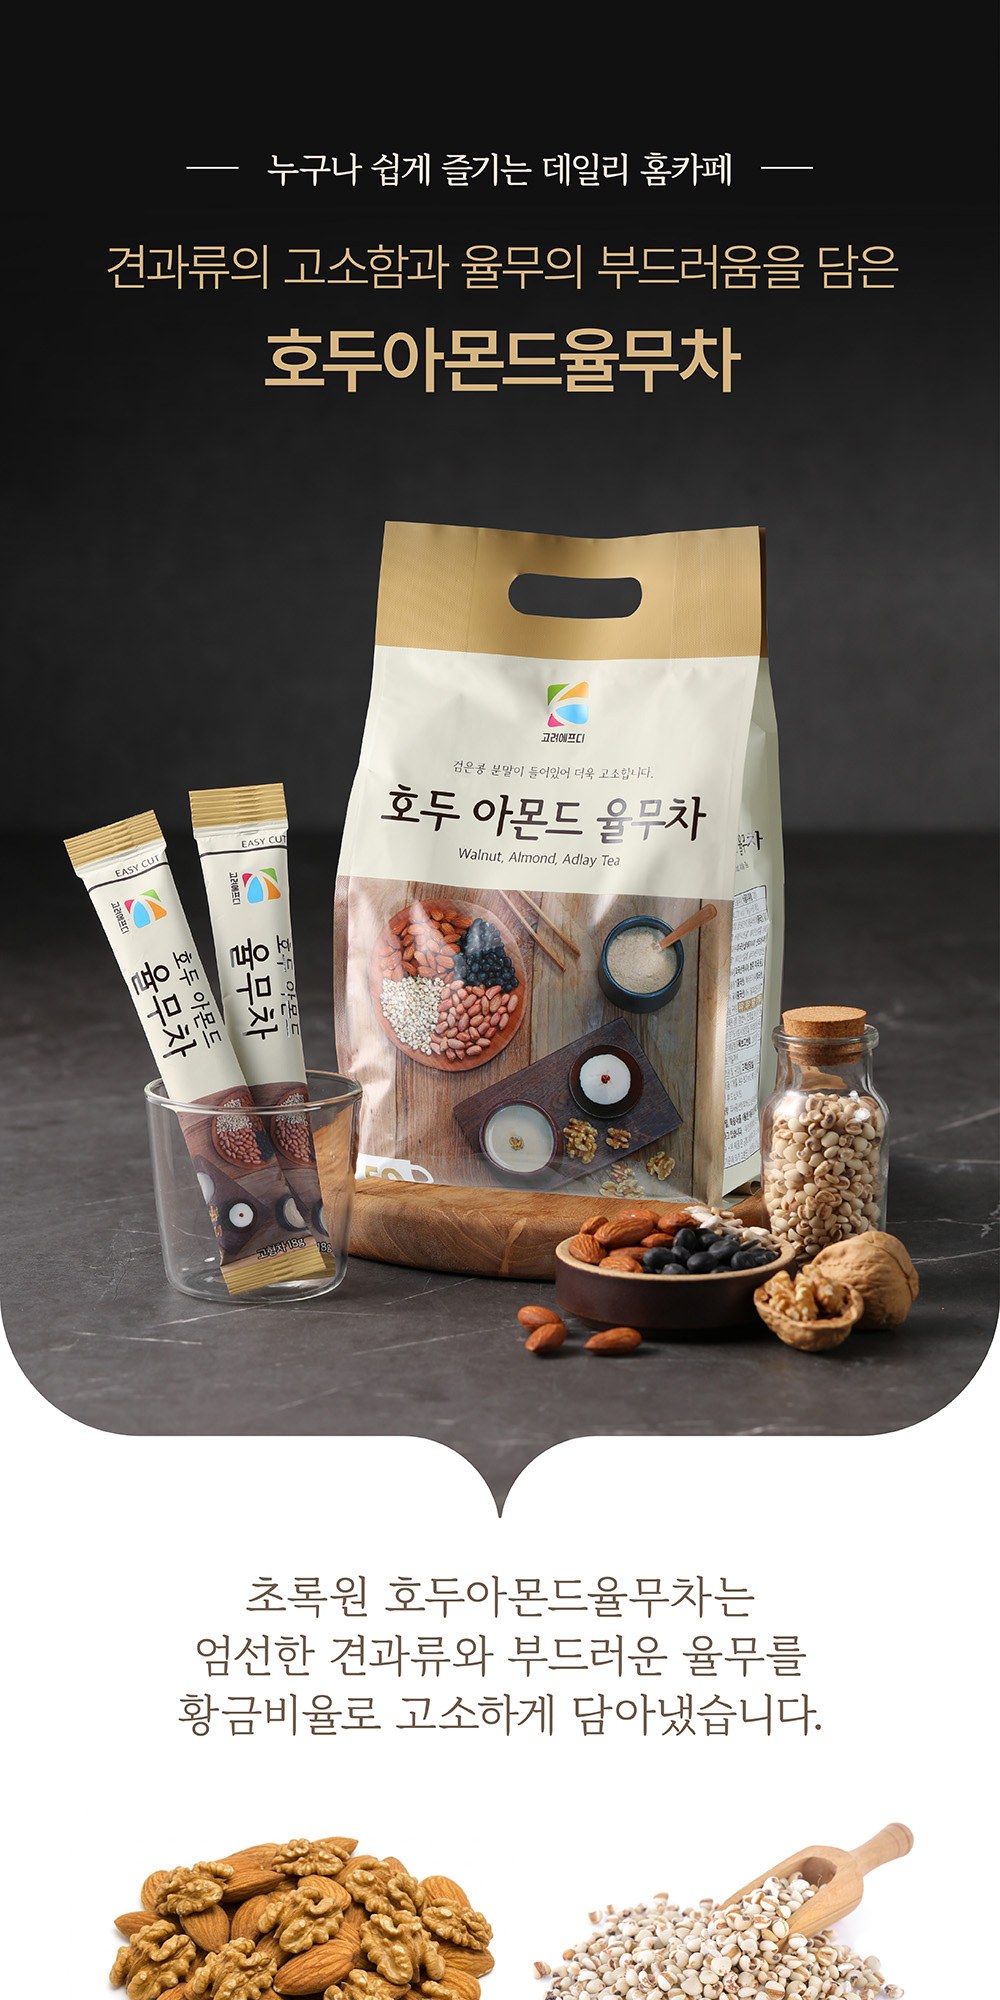 누구나 쉽게 즐기는 데일리 홈카페
견과류의 고소함과 율무의 부드러움을 담은
호두아몬드율무차
고려에프디
검은콩 분말이 들어있어 더욱 고소합니다.
호두 아몬드 율무차
Walnut, Almond, Adlay Tea
EASY CUT
고려에프디
호두 아몬드
율무차
고형차 18g
EASY CUT
고려에프디
호두 아몬드
율무차
초록원 호두아몬드율무차는
엄선한 견과류와 부드러운 율무를
황금비율로 고소하게 담아냈습니다.